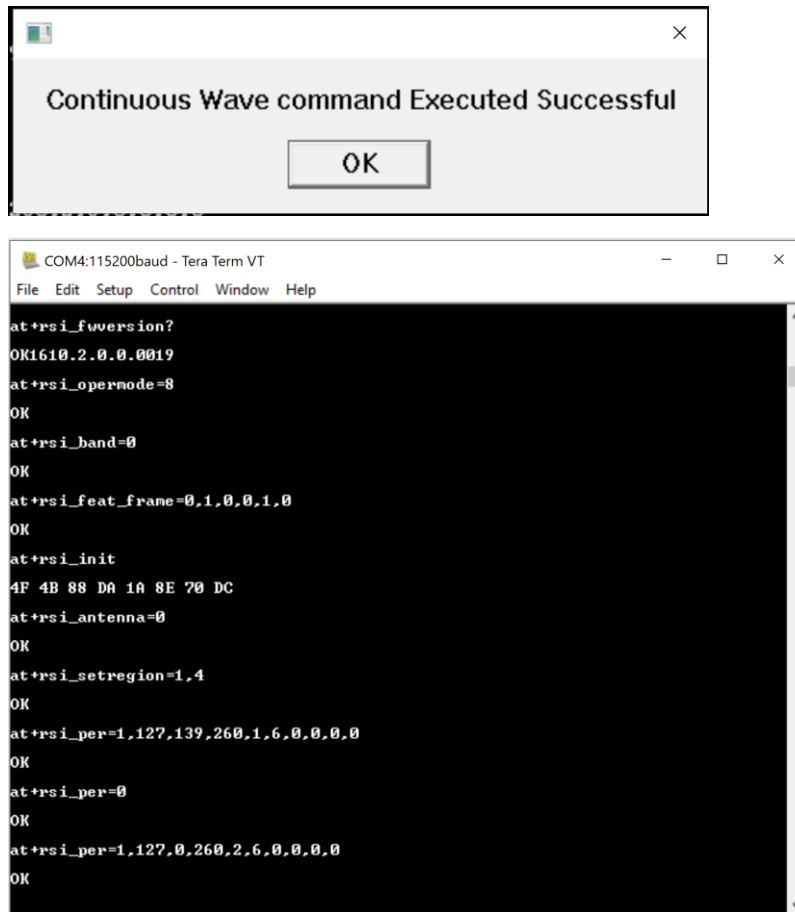 Continuous Wave command Executed Successful
OK
COM4:115200baud - Tera Term VT
File Edit Setup Control Window Help
at+rsi_fwversion?
OK1610.2.0.0.0019
at+rsi_opermode=8
OK
at+rsi_band=0
OK
at+rsi_feat_frame=0,1,0,0,1,0
OK
at+rsi_init
4F 4B 88 DA 1A 8E 70 DC
at+rsi_antenna=0
OK
at+rsi_setregion=1,4
OK
at+rsi_per=1,127,139,260,1,6,0,0,0,0
OK
at+rsi_per=0
OK
at+rsi_per=1,127,0,260,2,6,0,0,0,0
OK